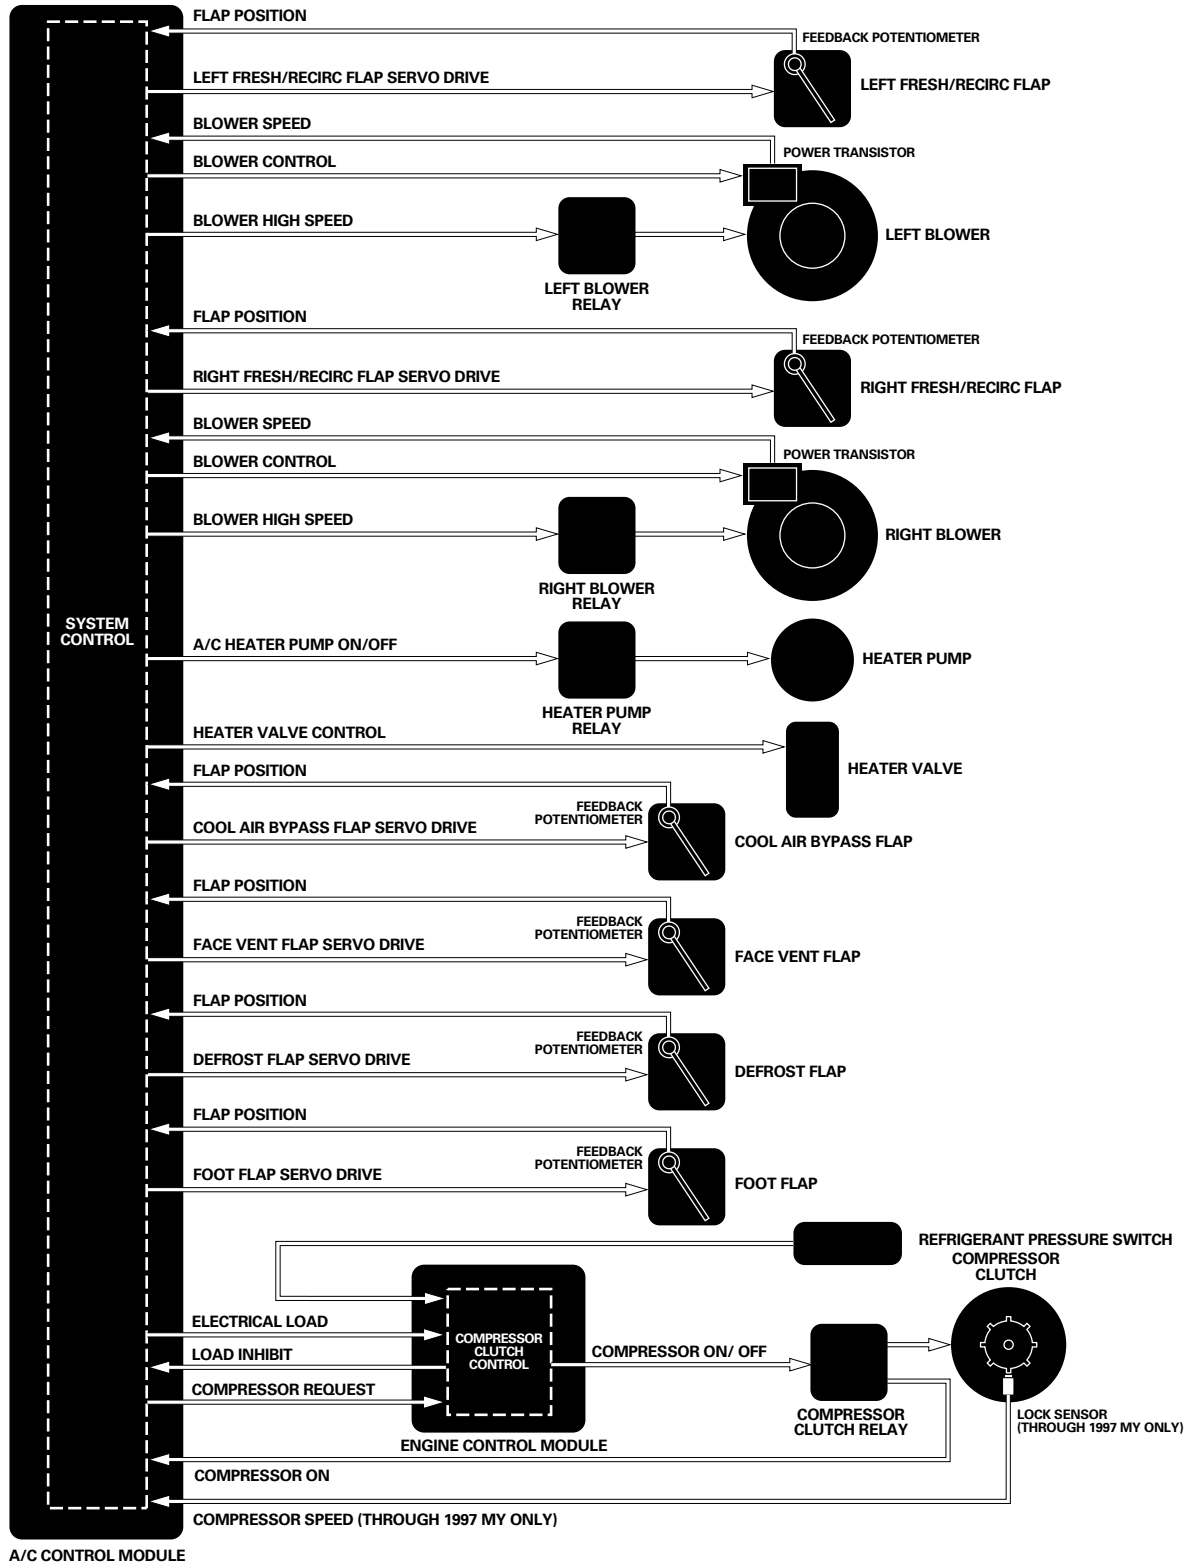 FLAP POSITION
FEEDBACK POTENTIOMETER
LEFT FRESH/RECIRC FLAP SERVO DRIVE
LEFT FRESH/RECIRC FLAP
BLOWER SPEED
POWER TRANSISTOR
BLOWER CONTROL
BLOWER HIGH SPEED
LEFT BLOWER
LEFT BLOWER
RELAY
FLAP POSITION
FEEDBACK POTENTIOMETER
RIGHT FRESH/RECIRC FLAP SERVO DRIVE
RIGHT FRESH/RECIRC FLAP
BLOWER SPEED
POWER TRANSISTOR
BLOWER CONTROL
BLOWER HIGH SPEED
RIGHT BLOWER
RIGHT BLOWER
RELAY
SYSTEM
CONTROL
A/C HEATER PUMP ON/OFF
HEATER PUMP
HEATER PUMP
RELAY
HEATER VALVE CONTROL
HEATER VALVE
FLAP POSITION
FEEDBACK
POTENTIOMETER
COOL AIR BYPASS FLAP SERVO DRIVE
COOL AIR BYPASS FLAP
FLAP POSITION
FEEDBACK
POTENTIOMETER
FACE VENT FLAP SERVO DRIVE
FACE VENT FLAP
FLAP POSITION
FEEDBACK
POTENTIOMETER
DEFROST FLAP SERVO DRIVE
DEFROST FLAP
FLAP POSITION
FEEDBACK
POTENTIOMETER
FOOT FLAP SERVO DRIVE
FOOT FLAP
REFRIGERANT PRESSURE SWITCH
COMPRESSOR
CLUTCH
ELECTRICAL LOAD
LOAD INHIBIT
COMPRESSOR REQUEST
COMPRESSOR
CLUTCH
CONTROL
COMPRESSOR ON/ OFF
COMPRESSOR
CLUTCH RELAY
LOCK SENSOR
(THROUGH 1997 MY ONLY)
ENGINE CONTROL MODULE
COMPRESSOR ON
COMPRESSOR SPEED (THROUGH 1997 MY ONLY)
A/C CONTROL MODULE